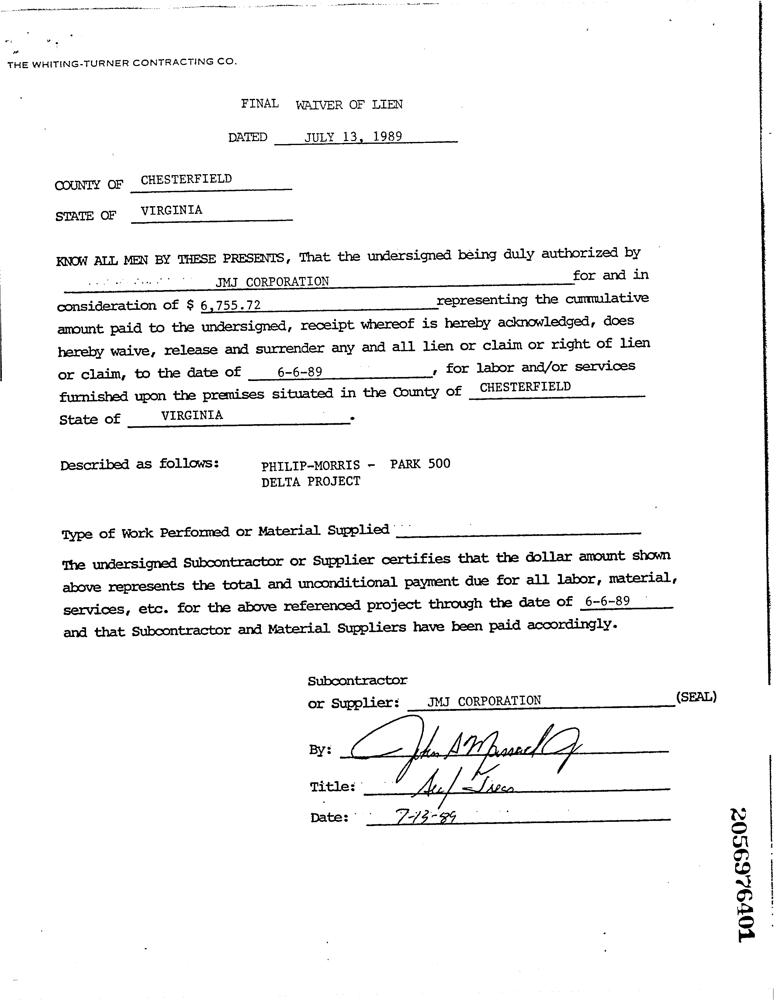 THE WHITING-TURNER CONTRACTING CO.
FINAL WAIVER OF LIEN
DATED JULY 13, 1989
COUNTY OF CHESTERFIELD
STATE OF VIRGINIA
KNOW ALL MEN BY THESE PRESENTS, That the undersigned being duly authorized by
JMJ CORPORATION for and in
consideration of $ 6,755.72 representing the cummulative
amount paid to the undersigned, receipt whereof is hereby acknowledged, does
hereby waive, release and surrender any and all lien or claim or right of lien
or claim, to the date of 6-6-89, for labor and/or services
furnished upon the premises situated in the County of CHESTERFIELD
State of VIRGINIA.
Described as follows: PHILIP-MORRIS - PARK 500
DELTA PROJECT
Type of Work Performed or Material Supplied
The undersigned Subcontractor or Supplier certifies that the dollar amount shown
above represents the total and unconditional payment due for all labor, material,
services, etc. for the above referenced project through the date of 6-6-89
and that Subcontractor and Material Suppliers have been paid accordingly.
Subcontractor
or Supplier: JMJ CORPORATION (SEAL)
By: John A
Title: Sec/Treas
Date: 7-13-89
2056976401